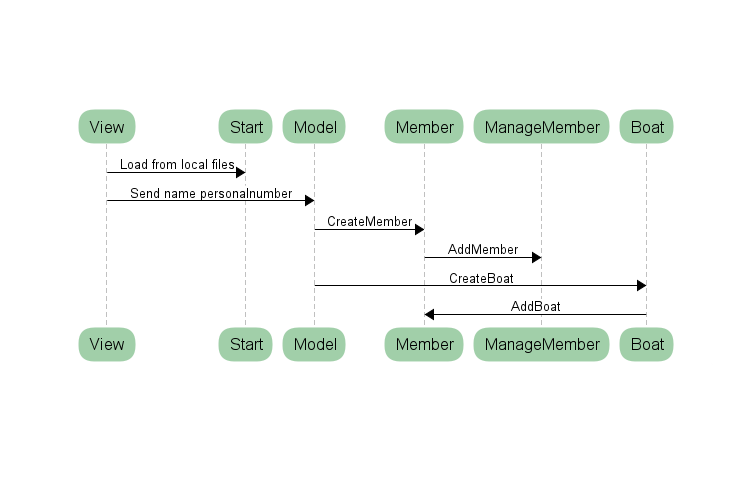 View Start Model Member ManageMember Boat
Load from local files
Send name personalnumber
CreateMember
AddMember
CreateBoat
AddBoat
View Start Model Member ManageMember Boat